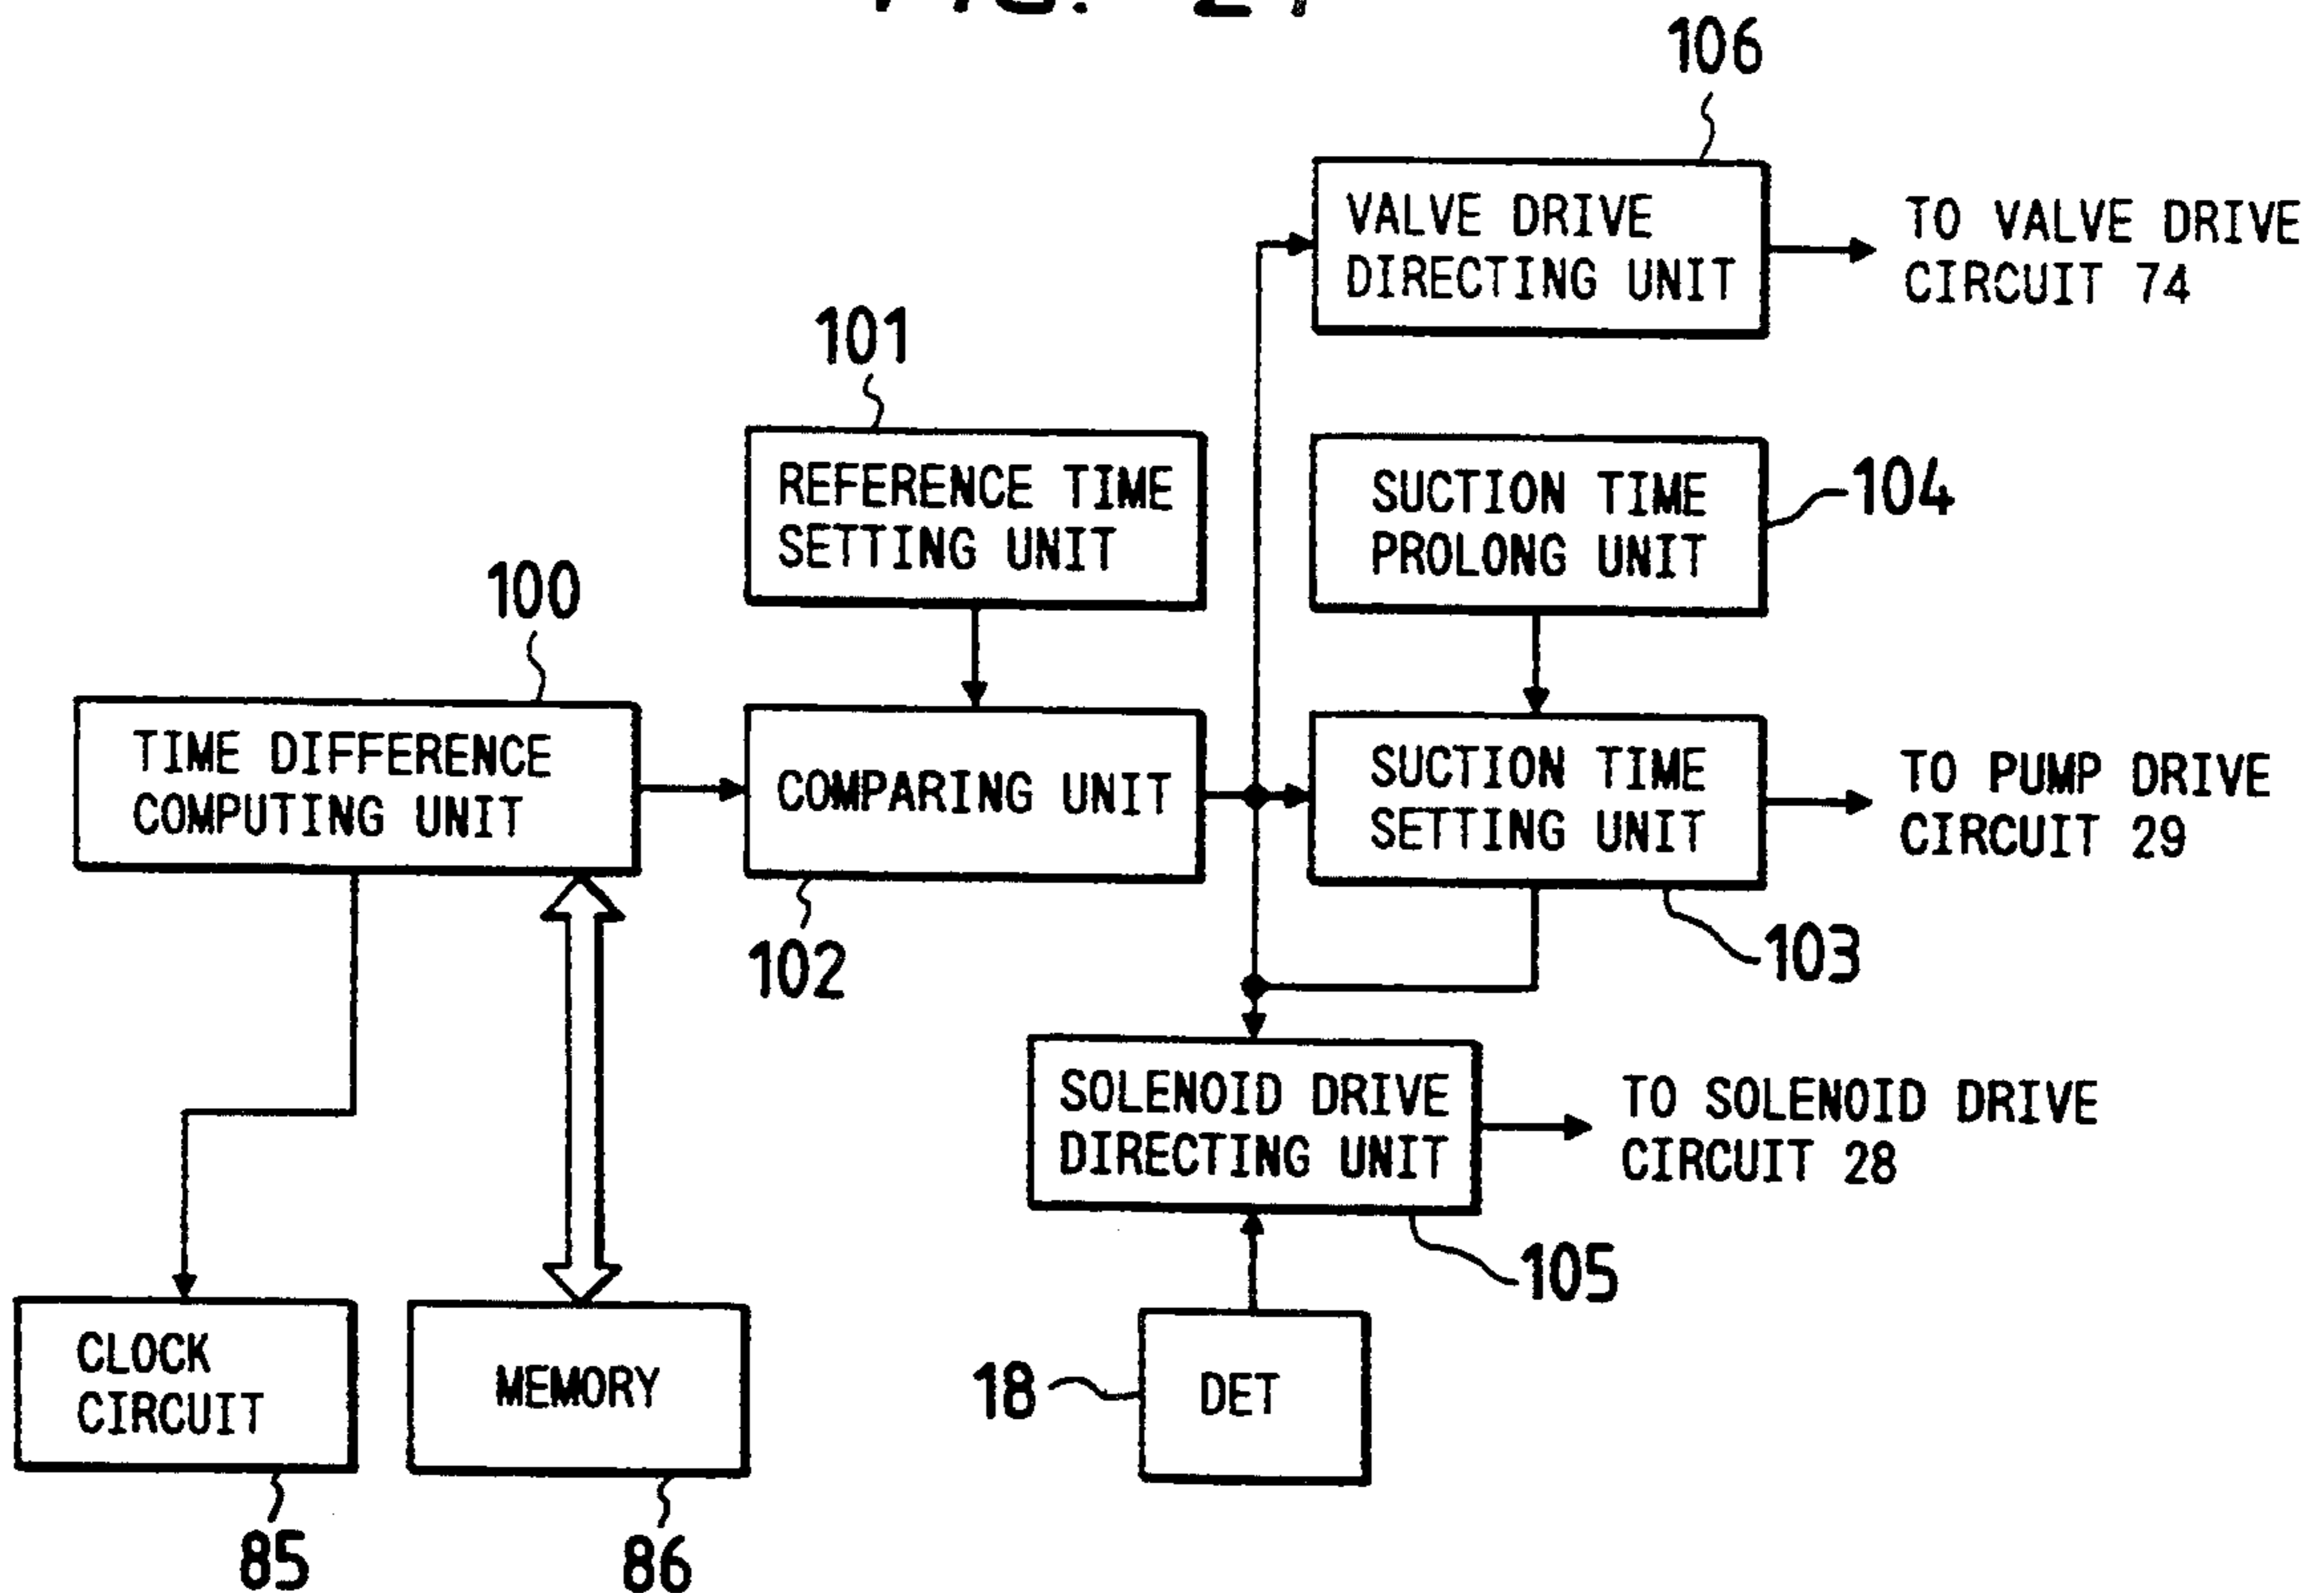 106
VALVE DRIVE
DIRECTING UNIT
TO VALVE DRIVE
CIRCUIT 74
101
REFERENCE TIME
SETTING UNIT
SUCTION TIME
PROLONG UNIT
104
100
TIME DIFFERENCE
COMPUTING UNIT
COMPARING UNIT
102
SUCTION TIME
SETTING UNIT
TO PUMP DRIVE
CIRCUIT 29
103
SOLENOID DRIVE
DIRECTING UNIT
TO SOLENOID DRIVE
CIRCUIT 28
105
CLOCK
CIRCUIT
85
MEMORY
86
18
DET